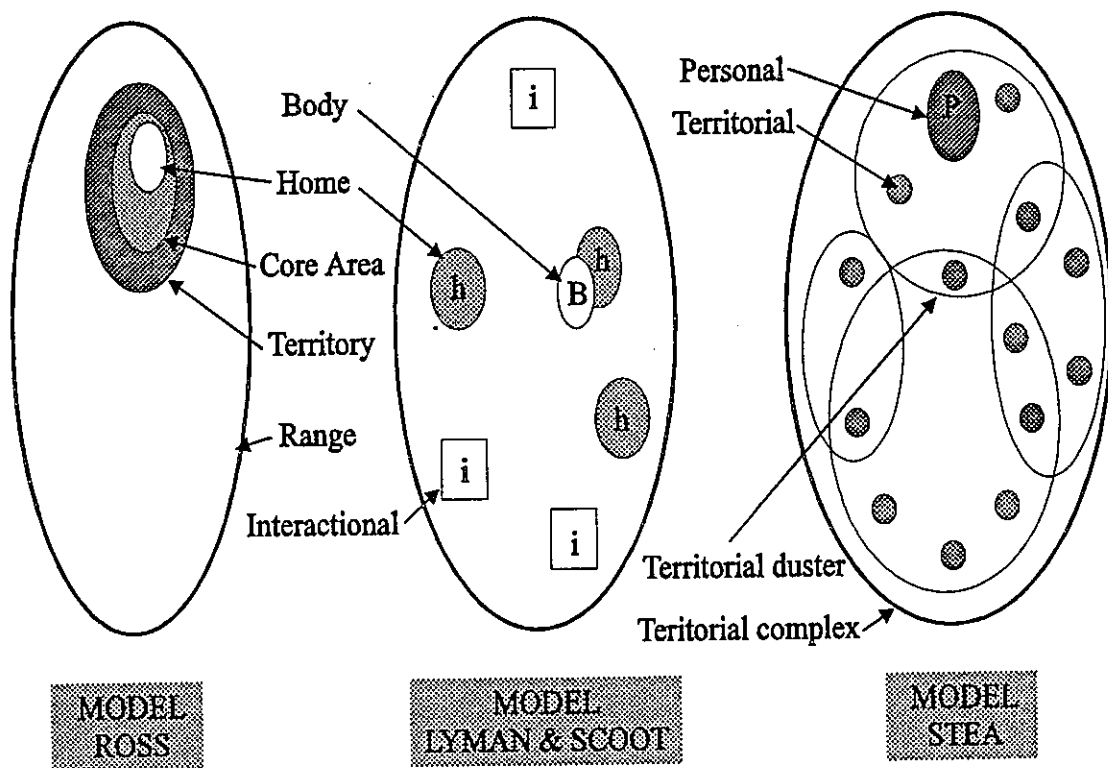 Body
Home
Core Area
Territory
Range
Interactional
i
h
h
B
h
i
i
Personal
Territorial
P
Territorial duster
Teritorial complex
MODEL
ROSS
MODEL
LYMAN & SCOOT
MODEL
STEA